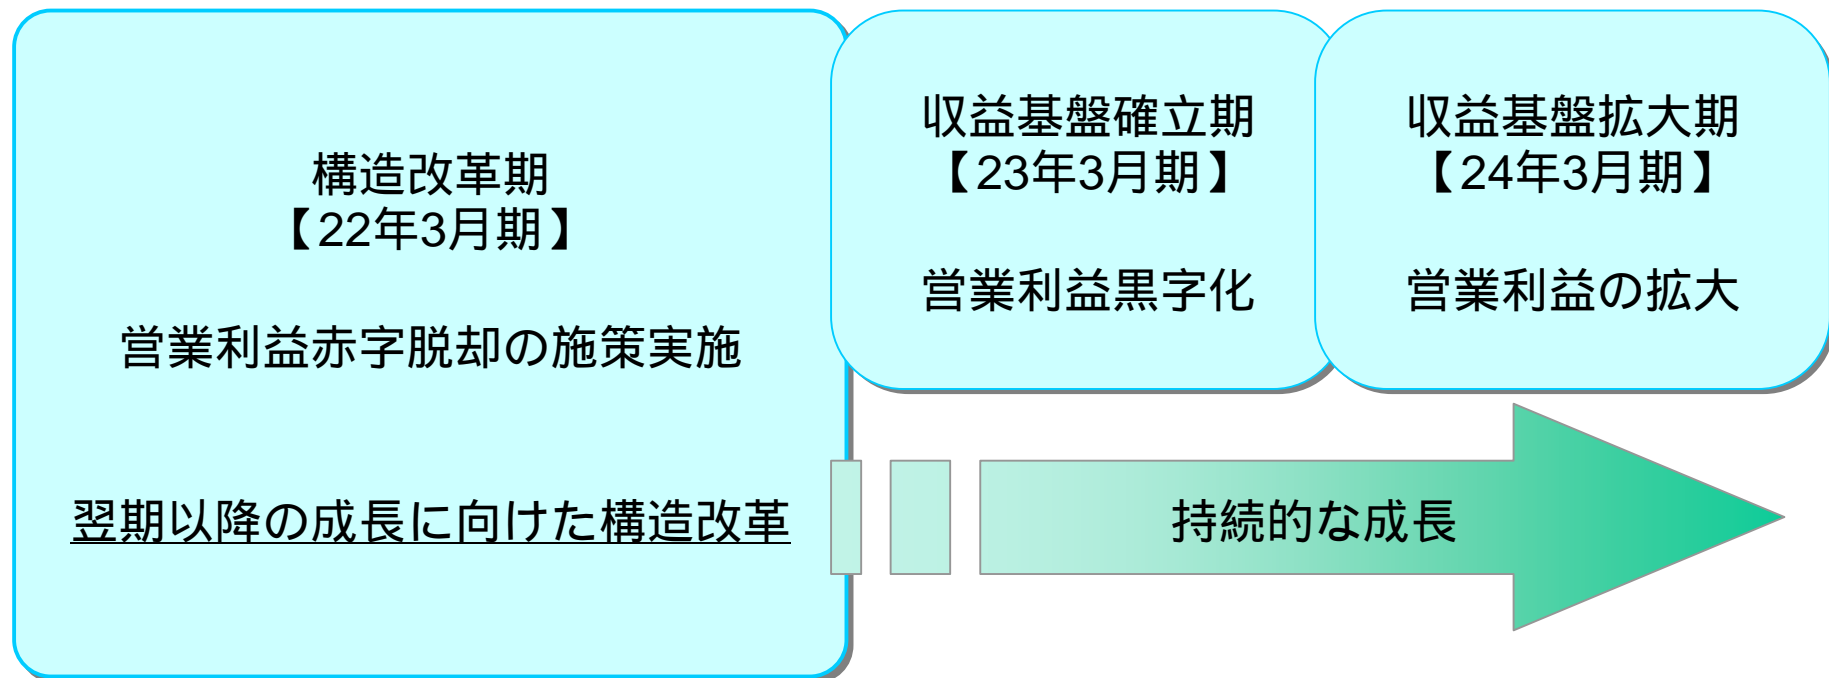 構造改革期
【22年3月期】
営業利益赤字脱却の施策実施
翌期以降の成長に向けた構造改革
収益基盤確立期
【23年3月期】
営業利益黒字化
収益基盤拡大期
【24年3月期】
営業利益の拡大
持続的な成長